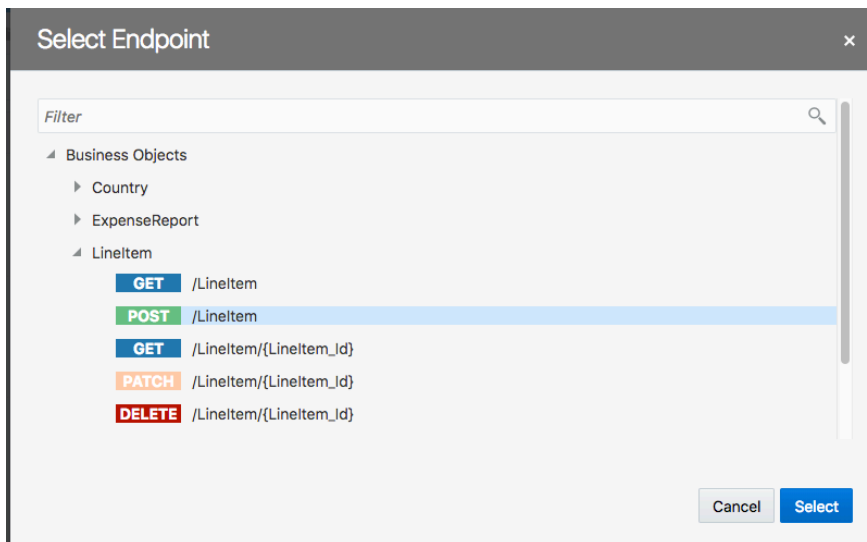 Select Endpoint
Filter
Business Objects
Country
ExpenseReport
LineItem
GET /LineItem
POST /LineItem
GET /LineItem/{LineItem_Id}
PATCH /LineItem/{LineItem_Id}
DELETE /LineItem/{LineItem_Id}
Cancel Select